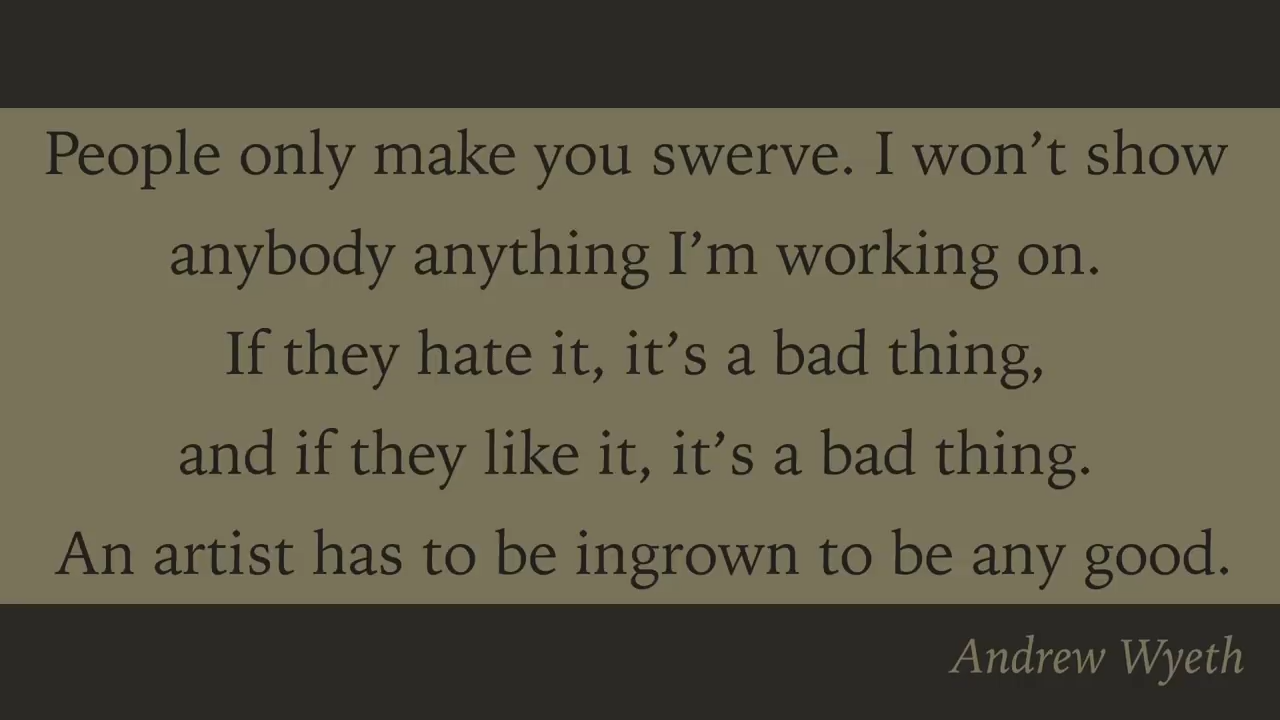 People only make you swerve. I won’t show
anybody anything I’m working on.
If they hate it, it’s a bad thing,
and if they like it, it’s a bad thing.
An artist has to be ingrown to be any good.
Andrew Wyeth